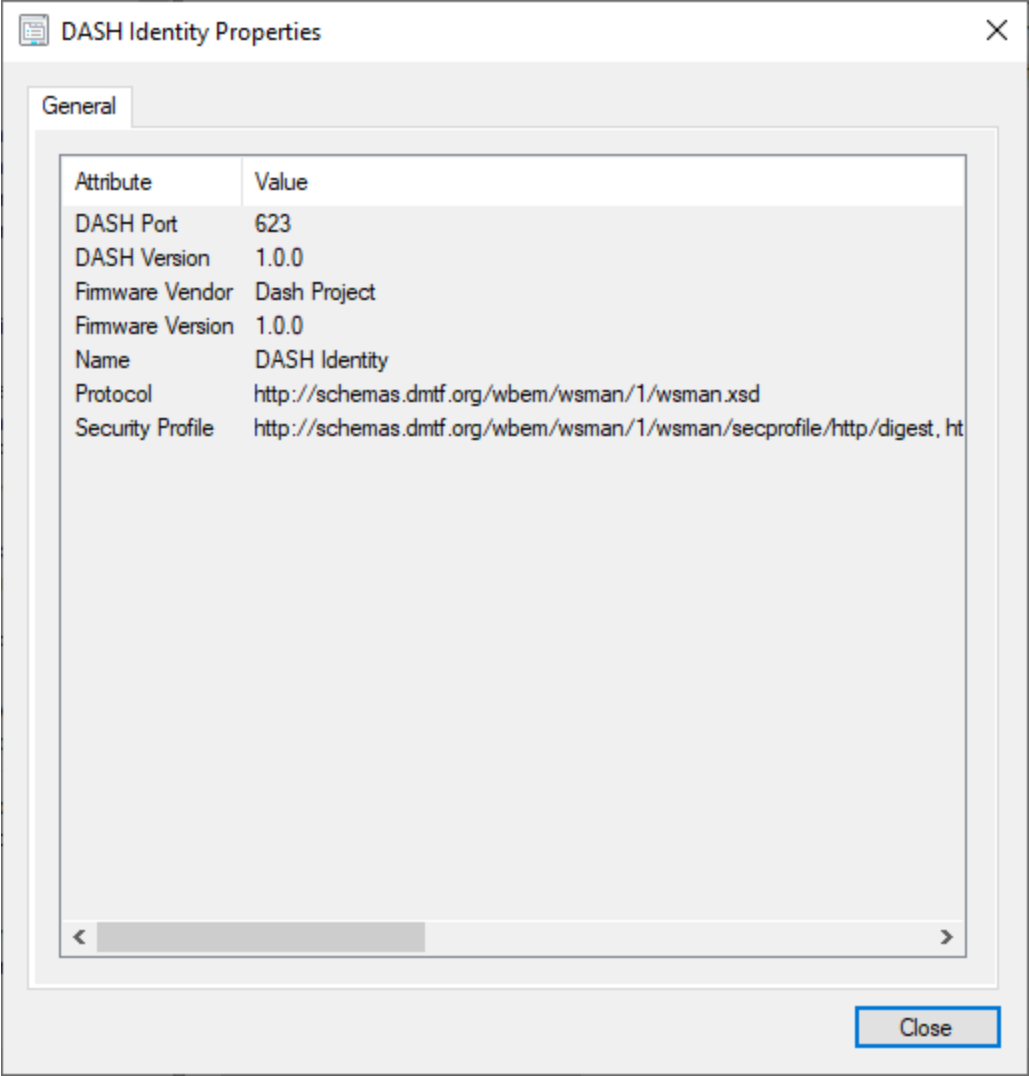 DASH Identity Properties
General
Attribute Value
DASH Port 623
DASH Version 1.0.0
Firmware Vendor Dash Project
Firmware Version 1.0.0
Name DASH Identity
Protocol http://schemas.dmtf.org/wbem/wsman/1/wsman.xsd
Security Profile http://schemas.dmtf.org/wbem/wsman/1/wsman/secprofile/http/digest, ht
Close